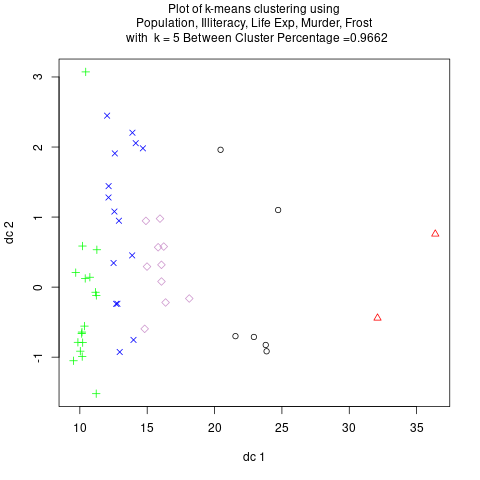 Plot of k-means clustering using
Population, Illiteracy, Life Exp, Murder, Frost
with k = 5 Between Cluster Percentage =0.9662
3
2
1
0
-1
dc 2
10 15 20 25 30 35
dc 1